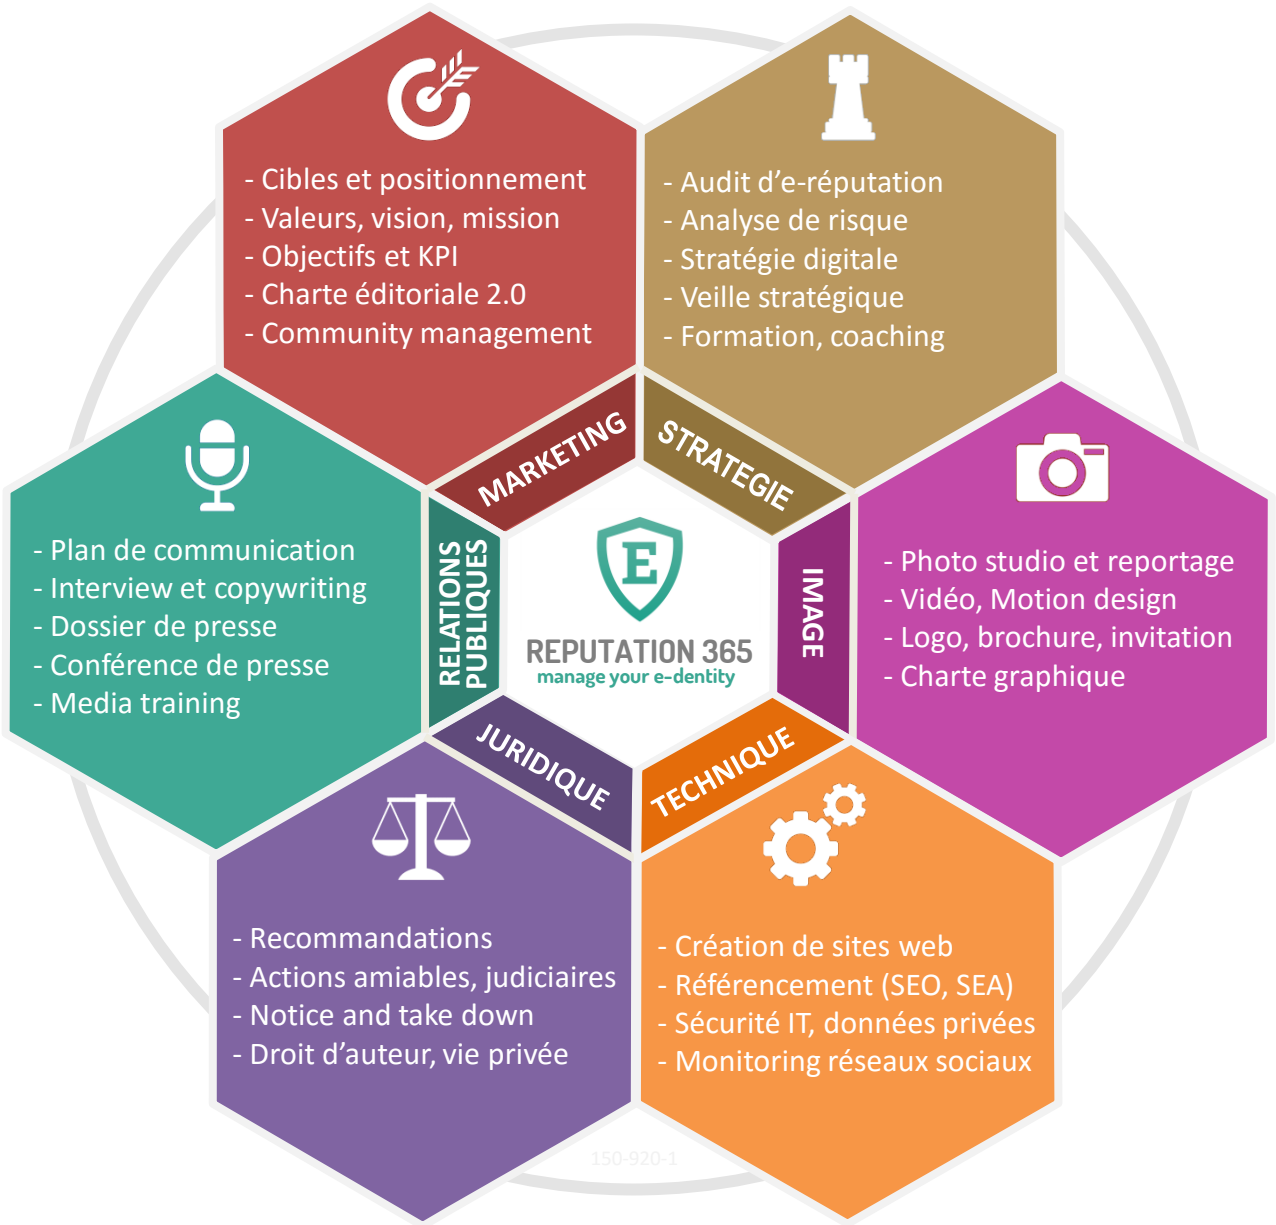 - Cibles et positionnement
- Valeurs, vision, mission
- Objectifs et KPI
- Charte éditoriale 2.0
- Community management
MARKETING
- Audit d’e-réputation
- Analyse de risque
- Stratégie digitale
- Veille stratégique
- Formation, coaching
STRATEGIE
- Plan de communication
- Interview et copywriting
- Dossier de presse
- Conférence de presse
- Media training
RELATIONS
PUBLIQUES
E
REPUTATION 365
manage your e-dentity
IMAGE
- Photo studio et reportage
- Vidéo, Motion design
- Logo, brochure, invitation
- Charte graphique
JURIDIQUE
- Recommandations
- Actions amiables, judiciaires
- Notice and take down
- Droit d’auteur, vie privée
TECHNIQUE
- Création de sites web
- Référencement (SEO, SEA)
- Sécurité IT, données privées
- Monitoring réseaux sociaux
150-920-1